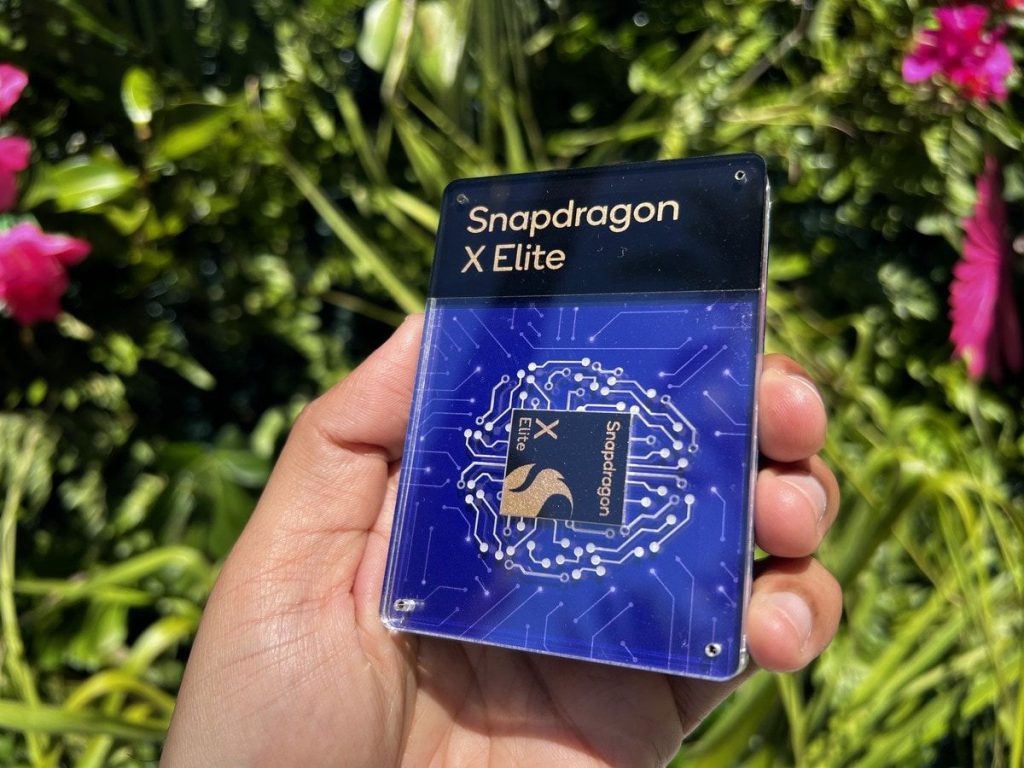 Snapdragon
X Elite
Snapdragon
X
Elite